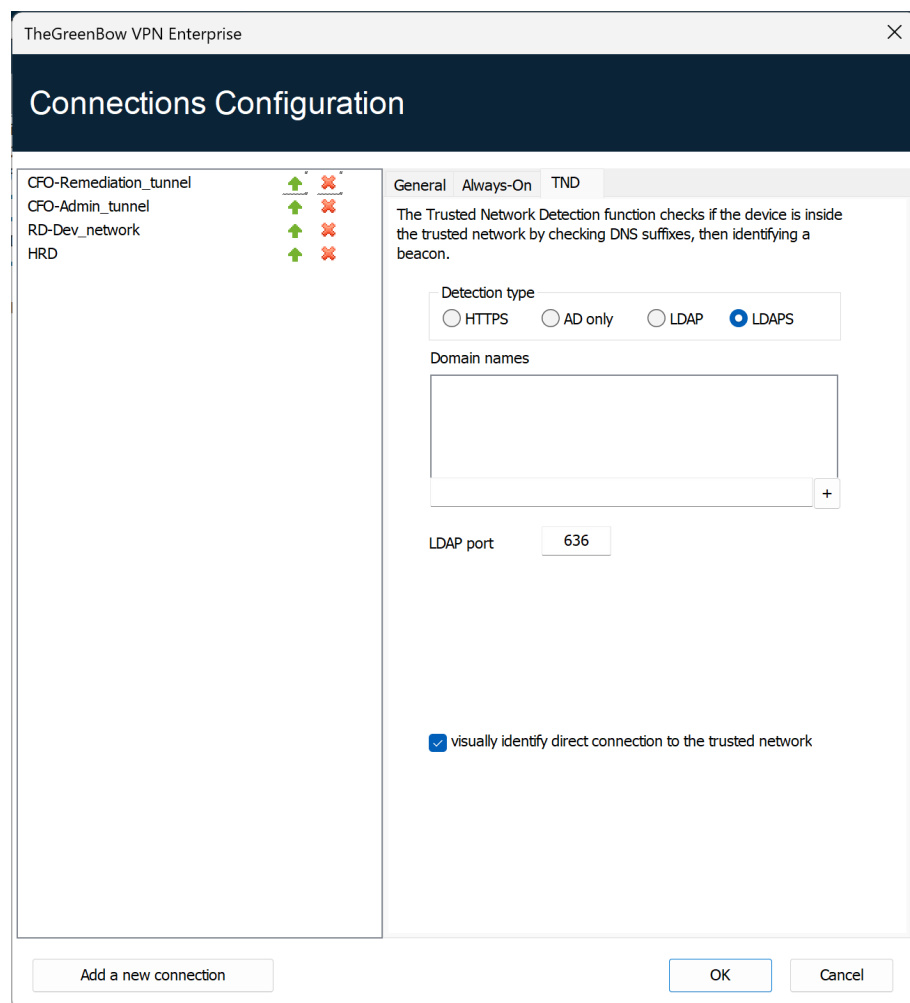 TheGreenBow VPN Enterprise
Connections Configuration
CFO-Remediation_tunnel
CFO-Admin_tunnel
RD-Dev_network
HRD
General Always-On TND
The Trusted Network Detection function checks if the device is inside
the trusted network by checking DNS suffixes, then identifying a
beacon.
Detection type
HTTPS AD only LDAP LDAPS
Domain names
+
LDAP port 636
visually identify direct connection to the trusted network
Add a new connection OK Cancel